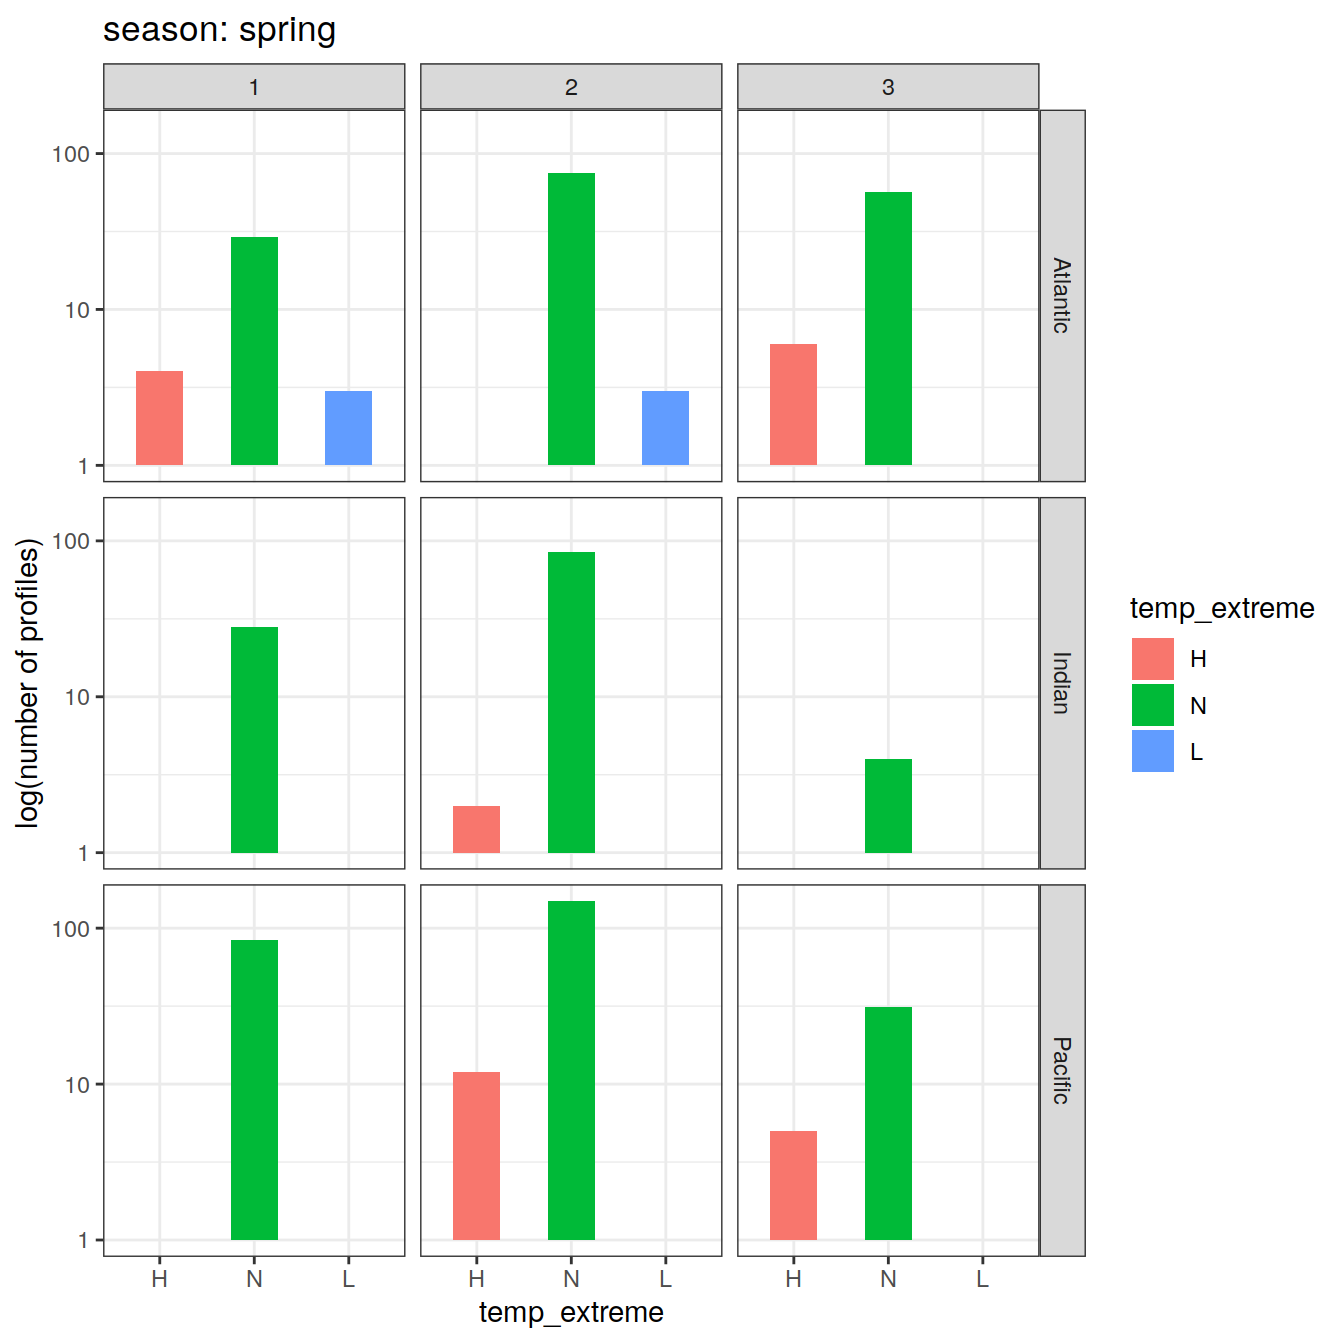 season: spring
1 2 3
100
10
1
Atlantic
100
10
1
Indian
100
10
1
Pacific
log(number of profiles)
H N L H N L H N L
temp_extreme
temp_extreme
H
N
L